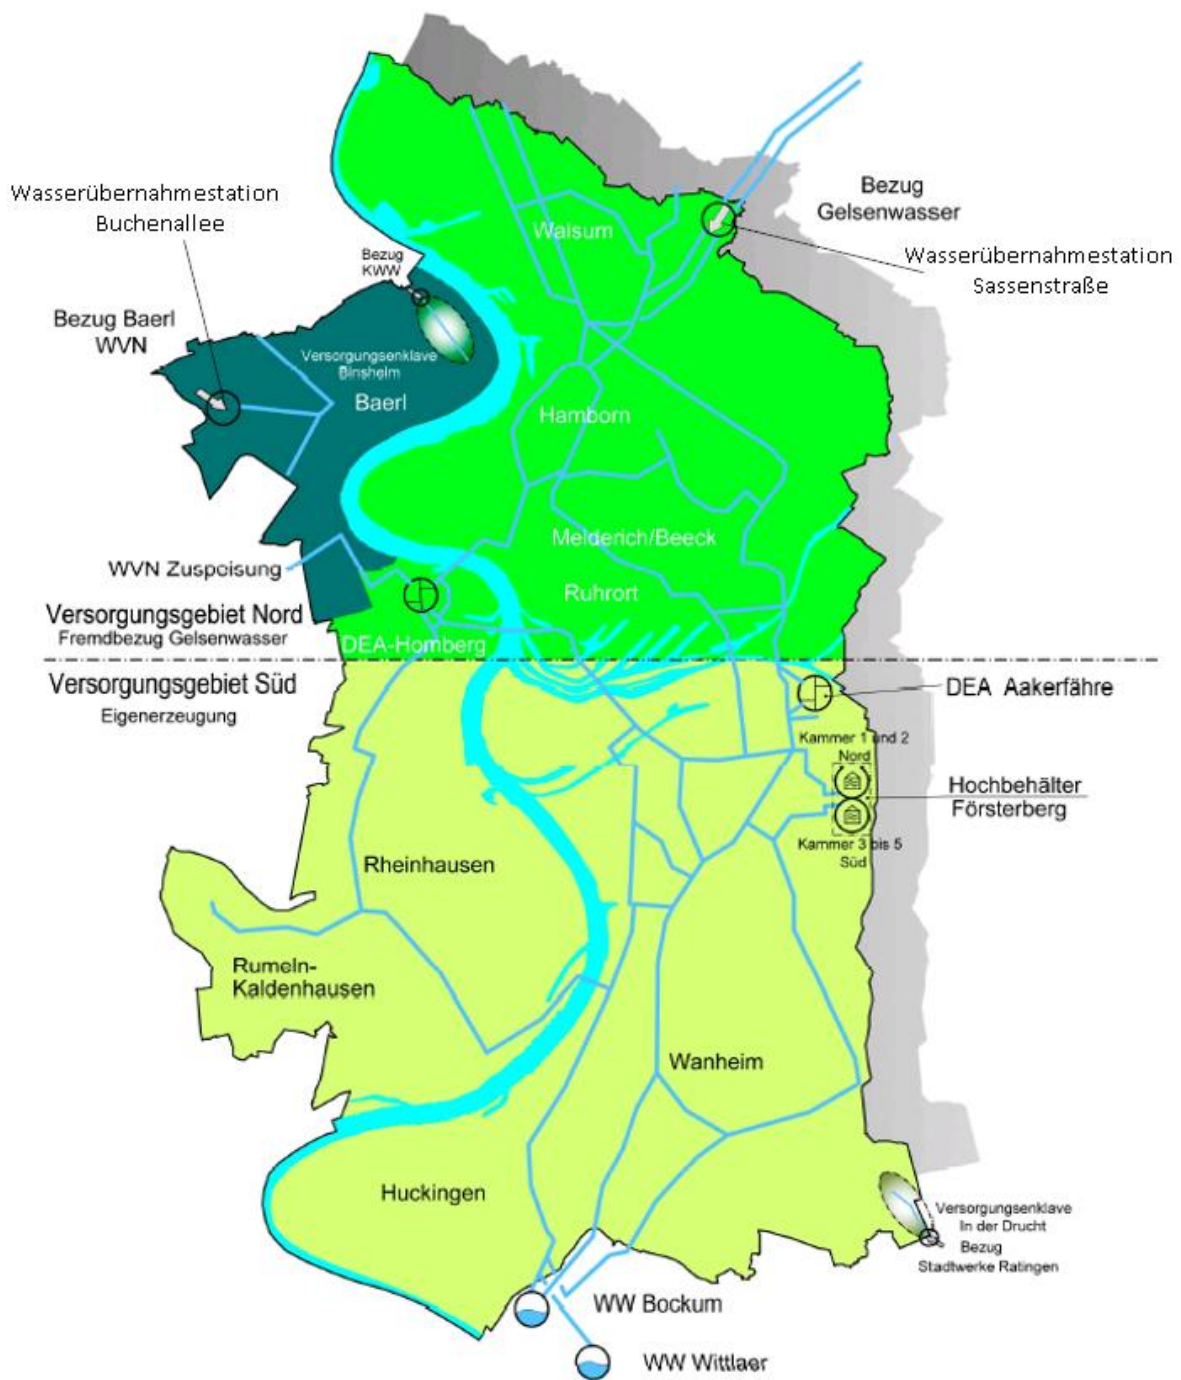 Bezug
Gelsenwasser
Wasserübernahmestation
Buchenallee
Walsum
Wasserübernahmestation
Sassenstraße
Bezug
KWW
Bezug Baerl
WVN
Versorgungsenklave
Binsheim
Baerl
Hamborn
Meiderich/Beeck
WVN Zuspeisung
Ruhrort
Versorgungsgebiet Nord
Fremdbezug Gelsenwasser
DEA-Homberg
Versorgungsgebiet Süd
Eigenerzeugung
DEA Aakerfähre
Kammer 1 und 2
Nord
Hochbehälter
Försterberg
Kammer 3 bis 5
Süd
Rheinhausen
Rumeln-
Kaldenhausen
Wanheim
Huckingen
Versorgungsenklave
In der Drucht
Bezug
Stadtwerke Ratingen
WW Bockum
WW Wittlaer